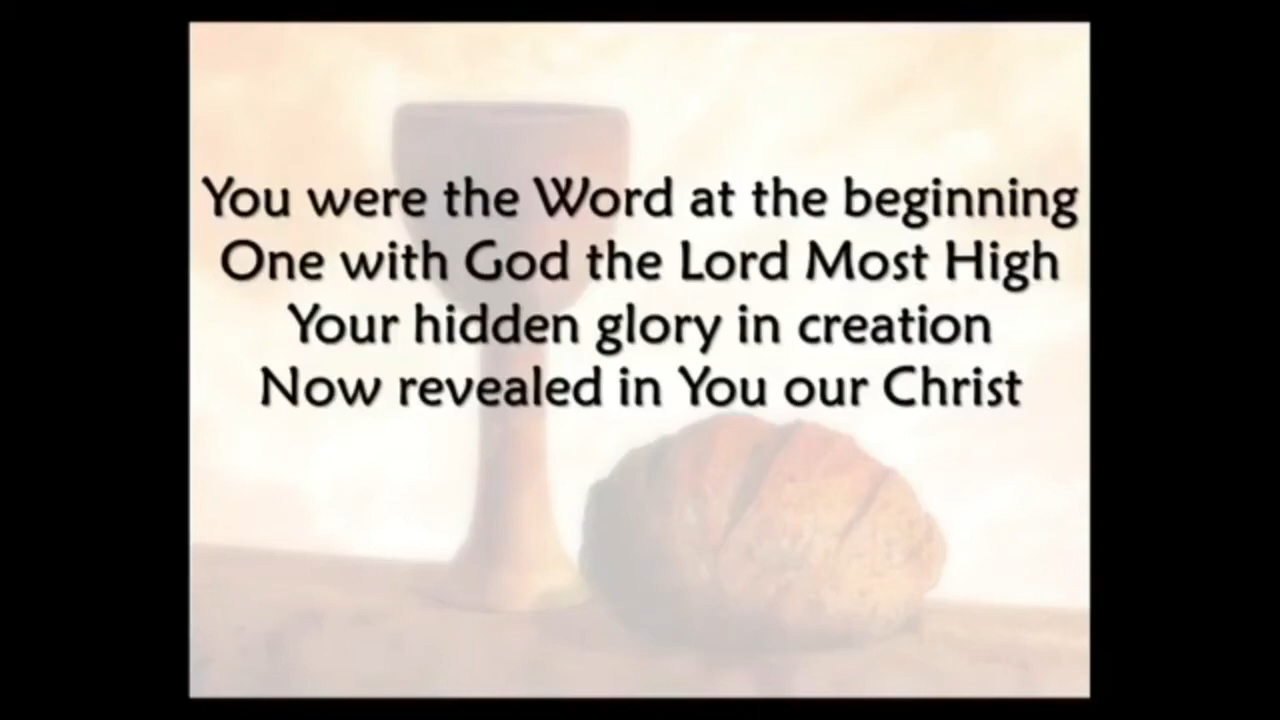 You were the Word at the beginning
One with God the Lord Most High
Your hidden glory in creation
Now revealed in You our Christ